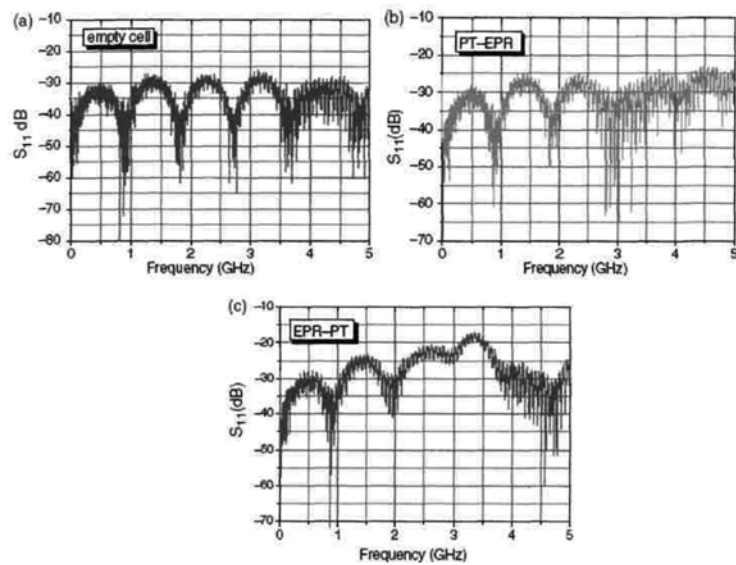 (a)
empty cell
S11 dB
-10
-20
-30
-40
-50
-60
-70
-80
0 1 2 3 4 5
Frequency (GHz)
(b)
PT-EPR
S11(dB)
-10
-20
-30
-40
-50
-60
-70
0 1 2 3 4 5
Frequency (GHz)
(c)
EPR-PT
S11(dB)
-10
-20
-30
-40
-50
-60
-70
0 1 2 3 4 5
Frequency (GHz)